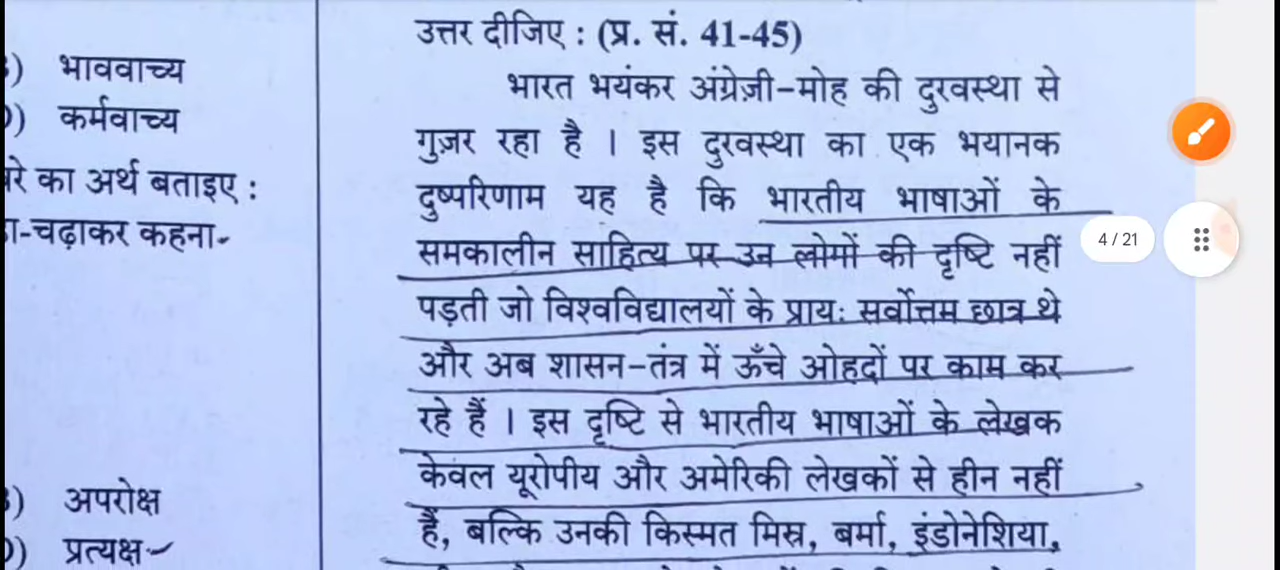 ) भाववाच्य
) कर्मवाच्य
का अर्थ बताइए :
-चढ़ाकर कहना-
) अपरोक्ष
) प्रत्यक्ष
उत्तर दीजिए : (प्र. सं. 41-45)
भारत भयंकर अंग्रेज़ी-मोह की दुरवस्था से
गुज़र रहा है । इस दुरवस्था का एक भयानक
दुष्परिणाम यह है कि भारतीय भाषाओं के
समकालीन साहित्य पर उन लोगों की दृष्टि नहीं
पड़ती जो विश्वविद्यालयों के प्रायः सर्वोत्तम छात्र थे
और अब शासन-तंत्र में ऊँचे ओहदों पर काम कर
रहे हैं । इस दृष्टि से भारतीय भाषाओं के लेखक
केवल यूरोपीय और अमेरिकी लेखकों से हीन नहीं
हैं, बल्कि उनकी किस्मत मिस्र, बर्मा, इंडोनेशिया,
4 / 21